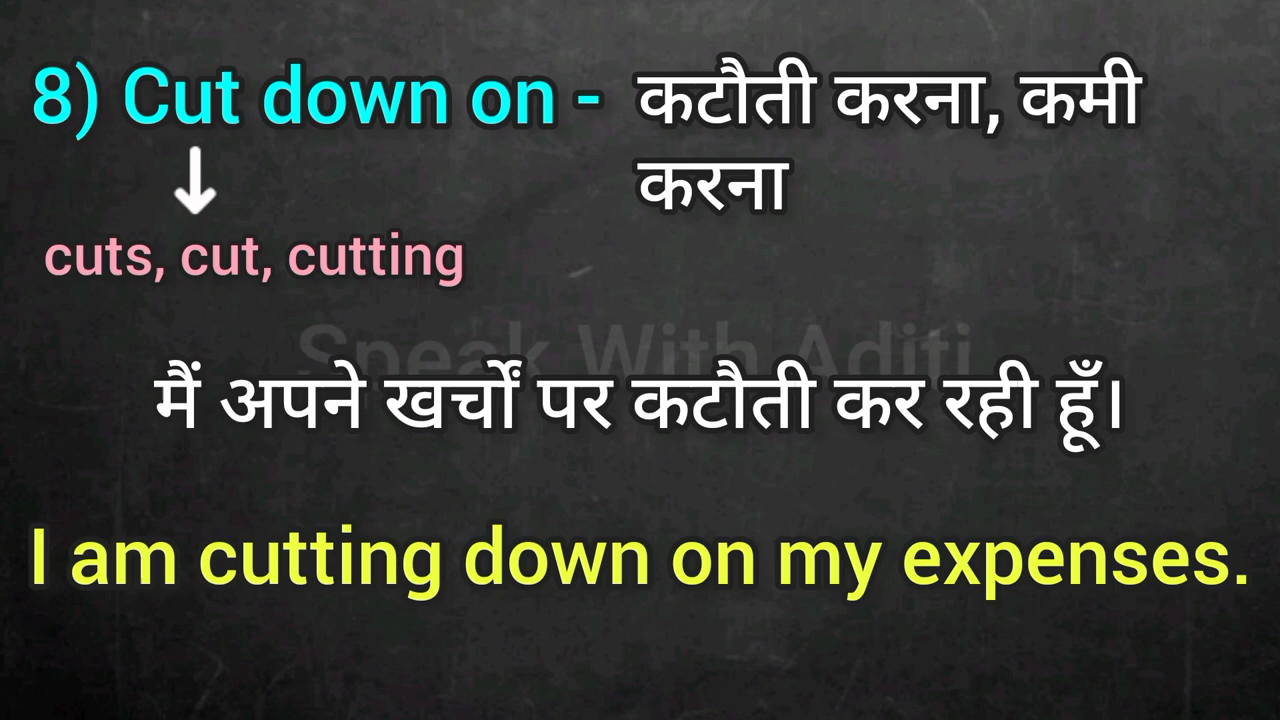 8) Cut down on - कटौती करना, कमी
करना
cuts, cut, cutting
Speak With Aditi
मैं अपने खर्चों पर कटौती कर रही हूँ।
I am cutting down on my expenses.